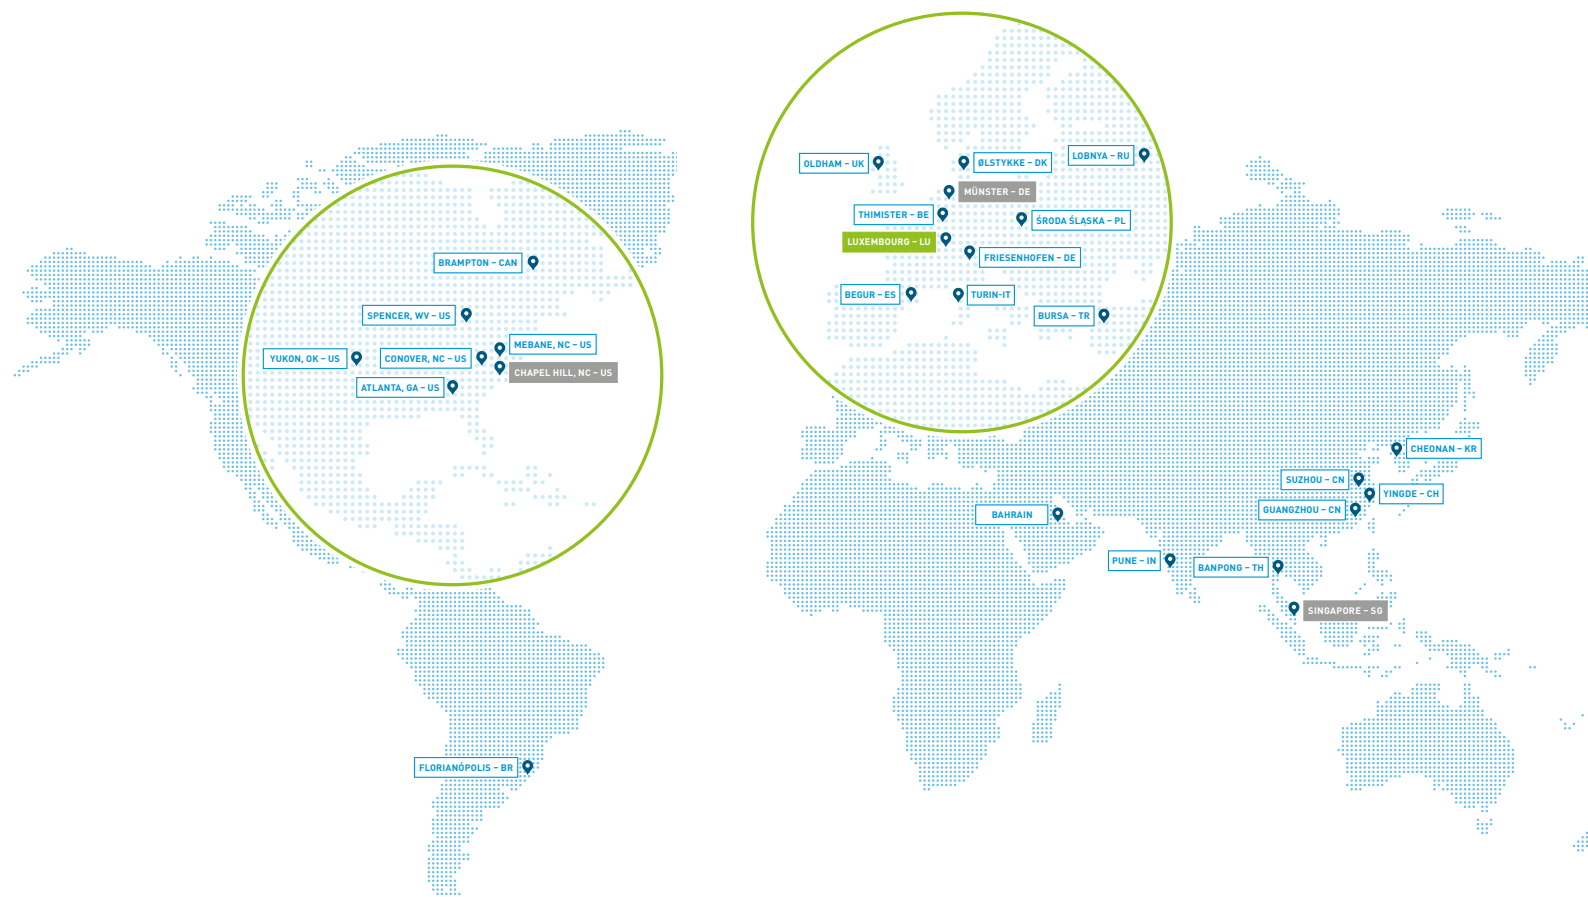 BRAMPTON – CAN
SPENCER, WV – US
MEBANE, NC – US
YUKON, OK – US
CONOVER, NC – US
CHAPEL HILL, NC – US
ATLANTA, GA – US
FLORIANÓPOLIS – BR
OLDHAM – UK
ØLSTYKKE – DK
LOBNYA – RU
MÜNSTER – DE
THIMISTER – BE
ŚRODA ŚLĄSKA – PL
LUXEMBOURG – LU
FRIESENHOFEN – DE
BEGUR – ES
TURIN-IT
BURSA – TR
CHEONAN – KR
SUZHOU – CN
YINGDE – CH
GUANGZHOU – CN
BAHRAIN
PUNE – IN
BANPONG – TH
SINGAPORE – SG